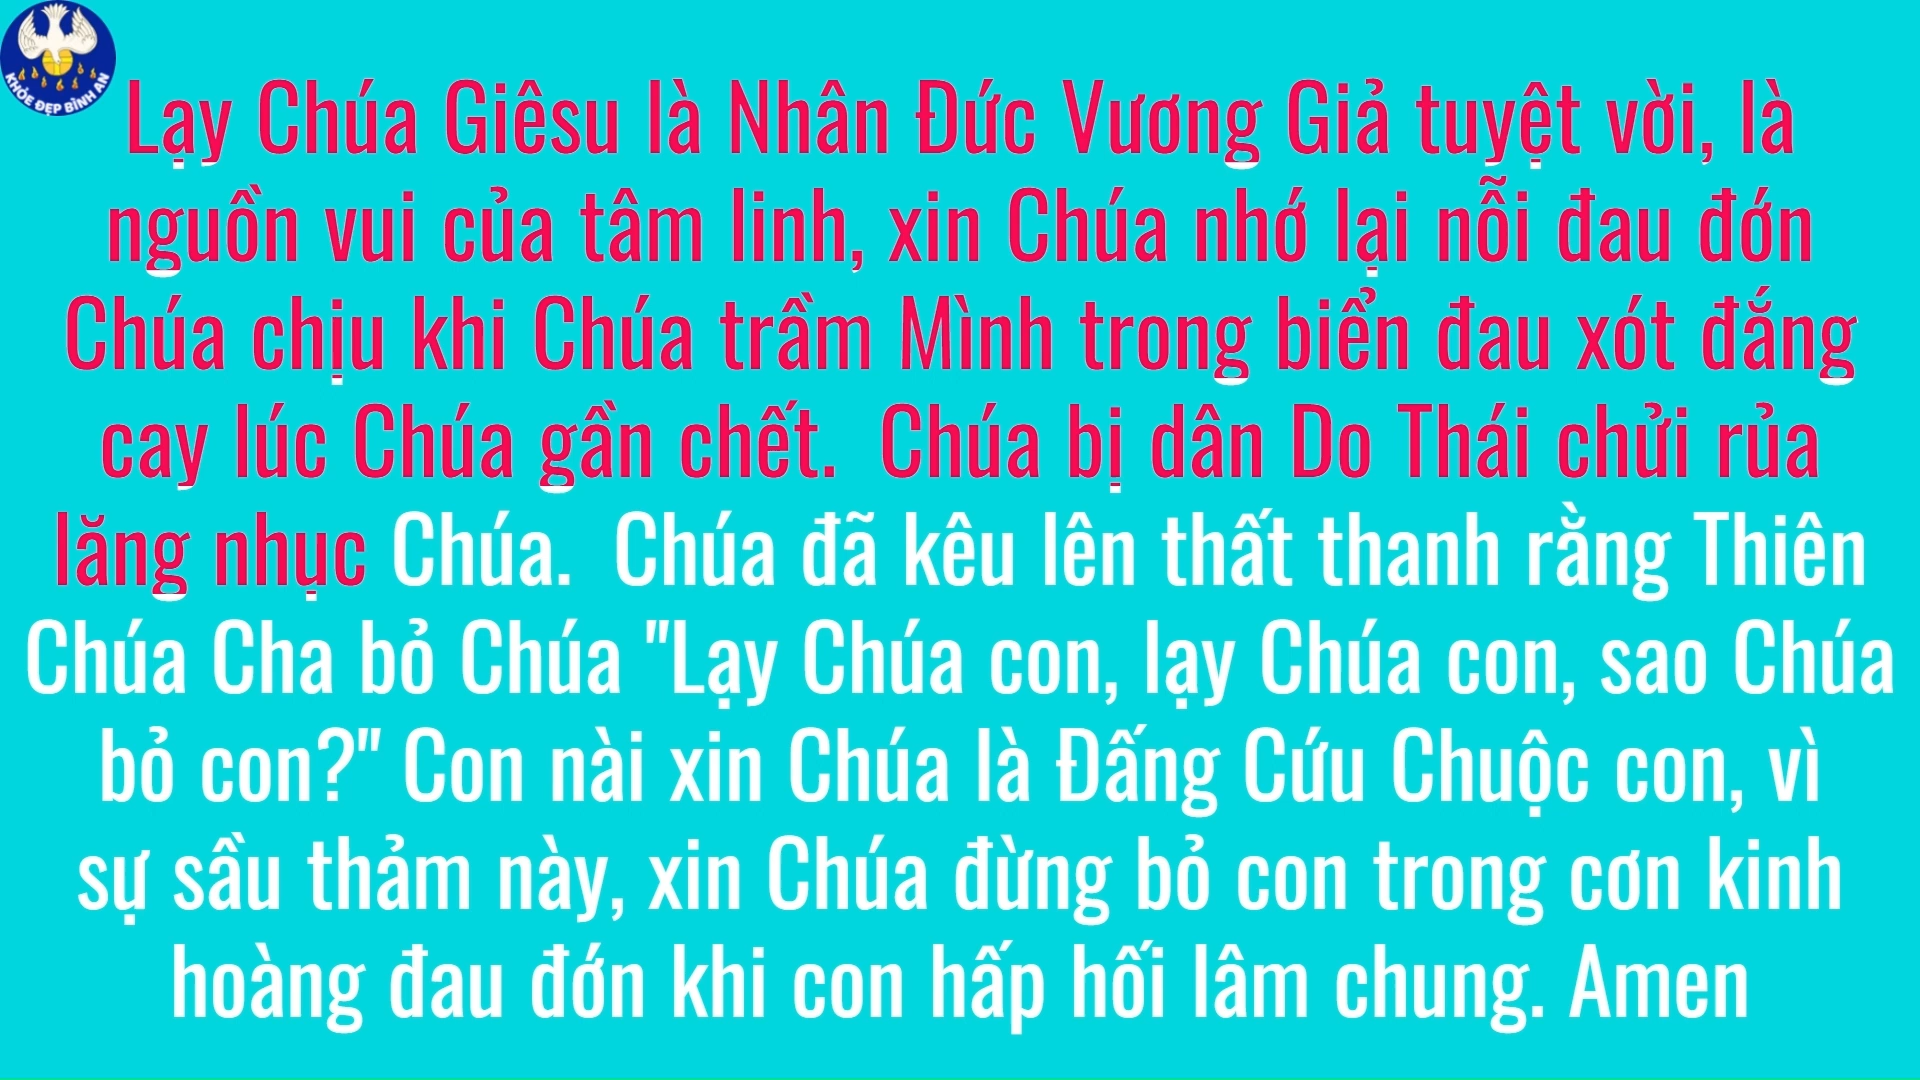 KHỎE ĐẸP BÌNH AN
Lạy Chúa Giêsu là Nhân Đức Vương Giả tuyệt vời, là
nguồn vui của tâm linh, xin Chúa nhớ lại nỗi đau đớn
Chúa chịu khi Chúa trầm Mình trong biển đau xót đắng
cay lúc Chúa gần chết.  Chúa bị dân Do Thái chửi rủa
lăng nhục Chúa.  Chúa đã kêu lên thất thanh rằng Thiên
Chúa Cha bỏ Chúa "Lạy Chúa con, lạy Chúa con, sao Chúa
bỏ con?" Con nài xin Chúa là Đấng Cứu Chuộc con, vì
sự sầu thảm này, xin Chúa đừng bỏ con trong cơn kinh
hoàng đau đớn khi con hấp hối lâm chung. Amen